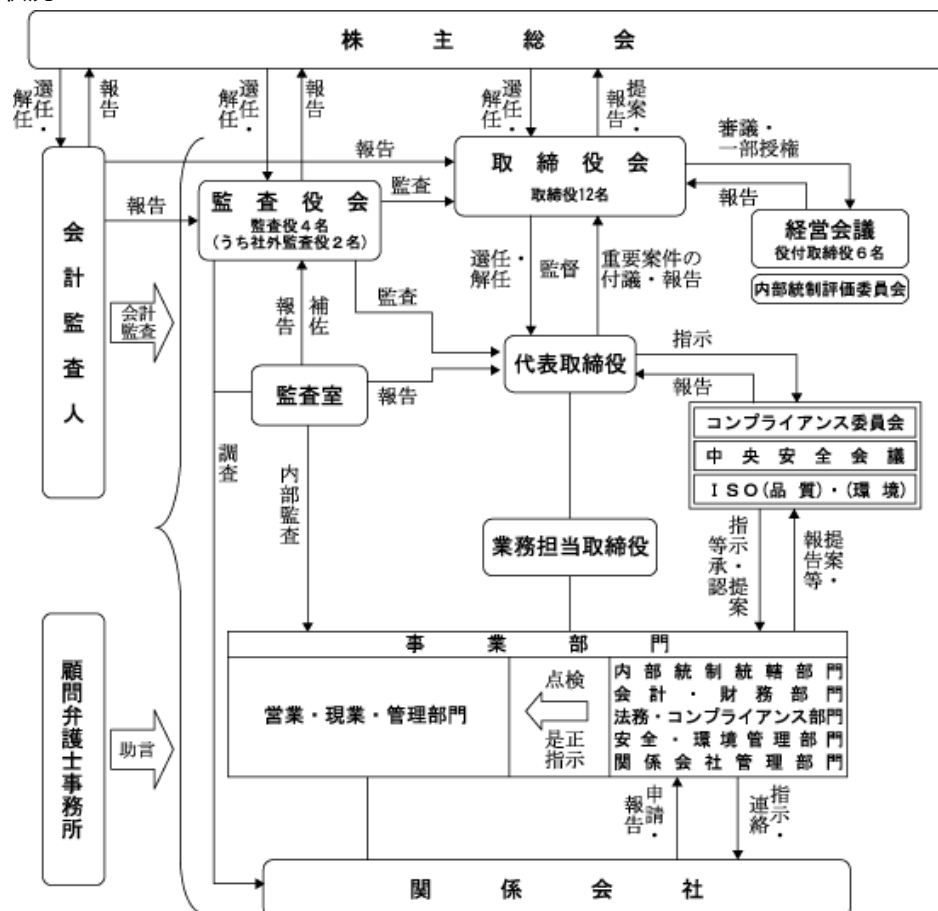 株主総会
選任・
解任
報告
選任・
解任
報告
選任・
解任
提案・
報告
審議・
一部授権
報告
取締役会
取締役12名
報告
監査役会
監査役4名
(うち社外監査役2名)
監査
報告
経営会議
役付取締役6名
内部統制評価委員会
会計監査人
会計
監査
選任・
解任
監督
重要案件の
付議・報告
報告
補佐
監査
代表取締役
指示
報告
監査室
報告
コンプライアンス委員会
中央安全会議
ISO(品質)・(環境)
調査
内部監査
業務担当取締役
指示・提案
等承認
提案・
報告等
事業部門
営業・現業・管理部門
点検
是正
指示
内部統制統轄部門
会計・財務部門
法務・コンプライアンス部門
安全・環境管理部門
関係会社管理部門
顧問弁護士事務所
助言
申請・
報告
指示・
連絡
関係会社